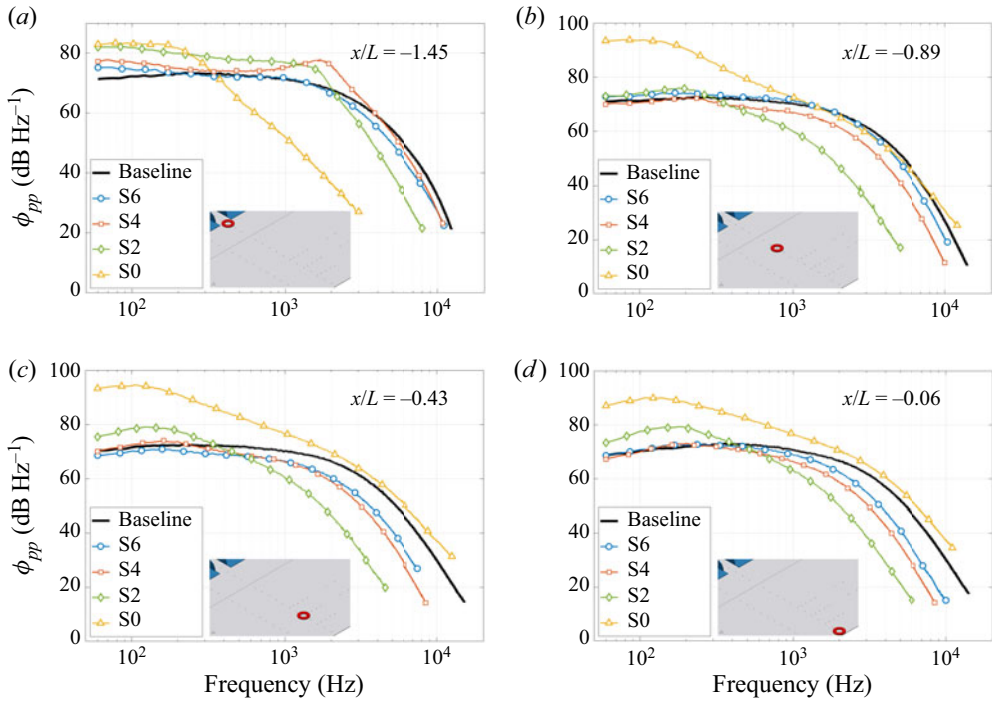 (a)
x/L = –1.45
80
60
40
20
0
ϕpp (dB Hz⁻¹)
Baseline
S6
S4
S2
S0
10²
10³
10⁴
(b)
x/L = –0.89
100
80
60
40
20
0
Baseline
S6
S4
S2
S0
10²
10³
10⁴
(c)
x/L = –0.43
100
80
60
40
20
0
ϕpp (dB Hz⁻¹)
Baseline
S6
S4
S2
S0
10²
10³
10⁴
Frequency (Hz)
(d)
x/L = –0.06
100
80
60
40
20
0
Baseline
S6
S4
S2
S0
10²
10³
10⁴
Frequency (Hz)